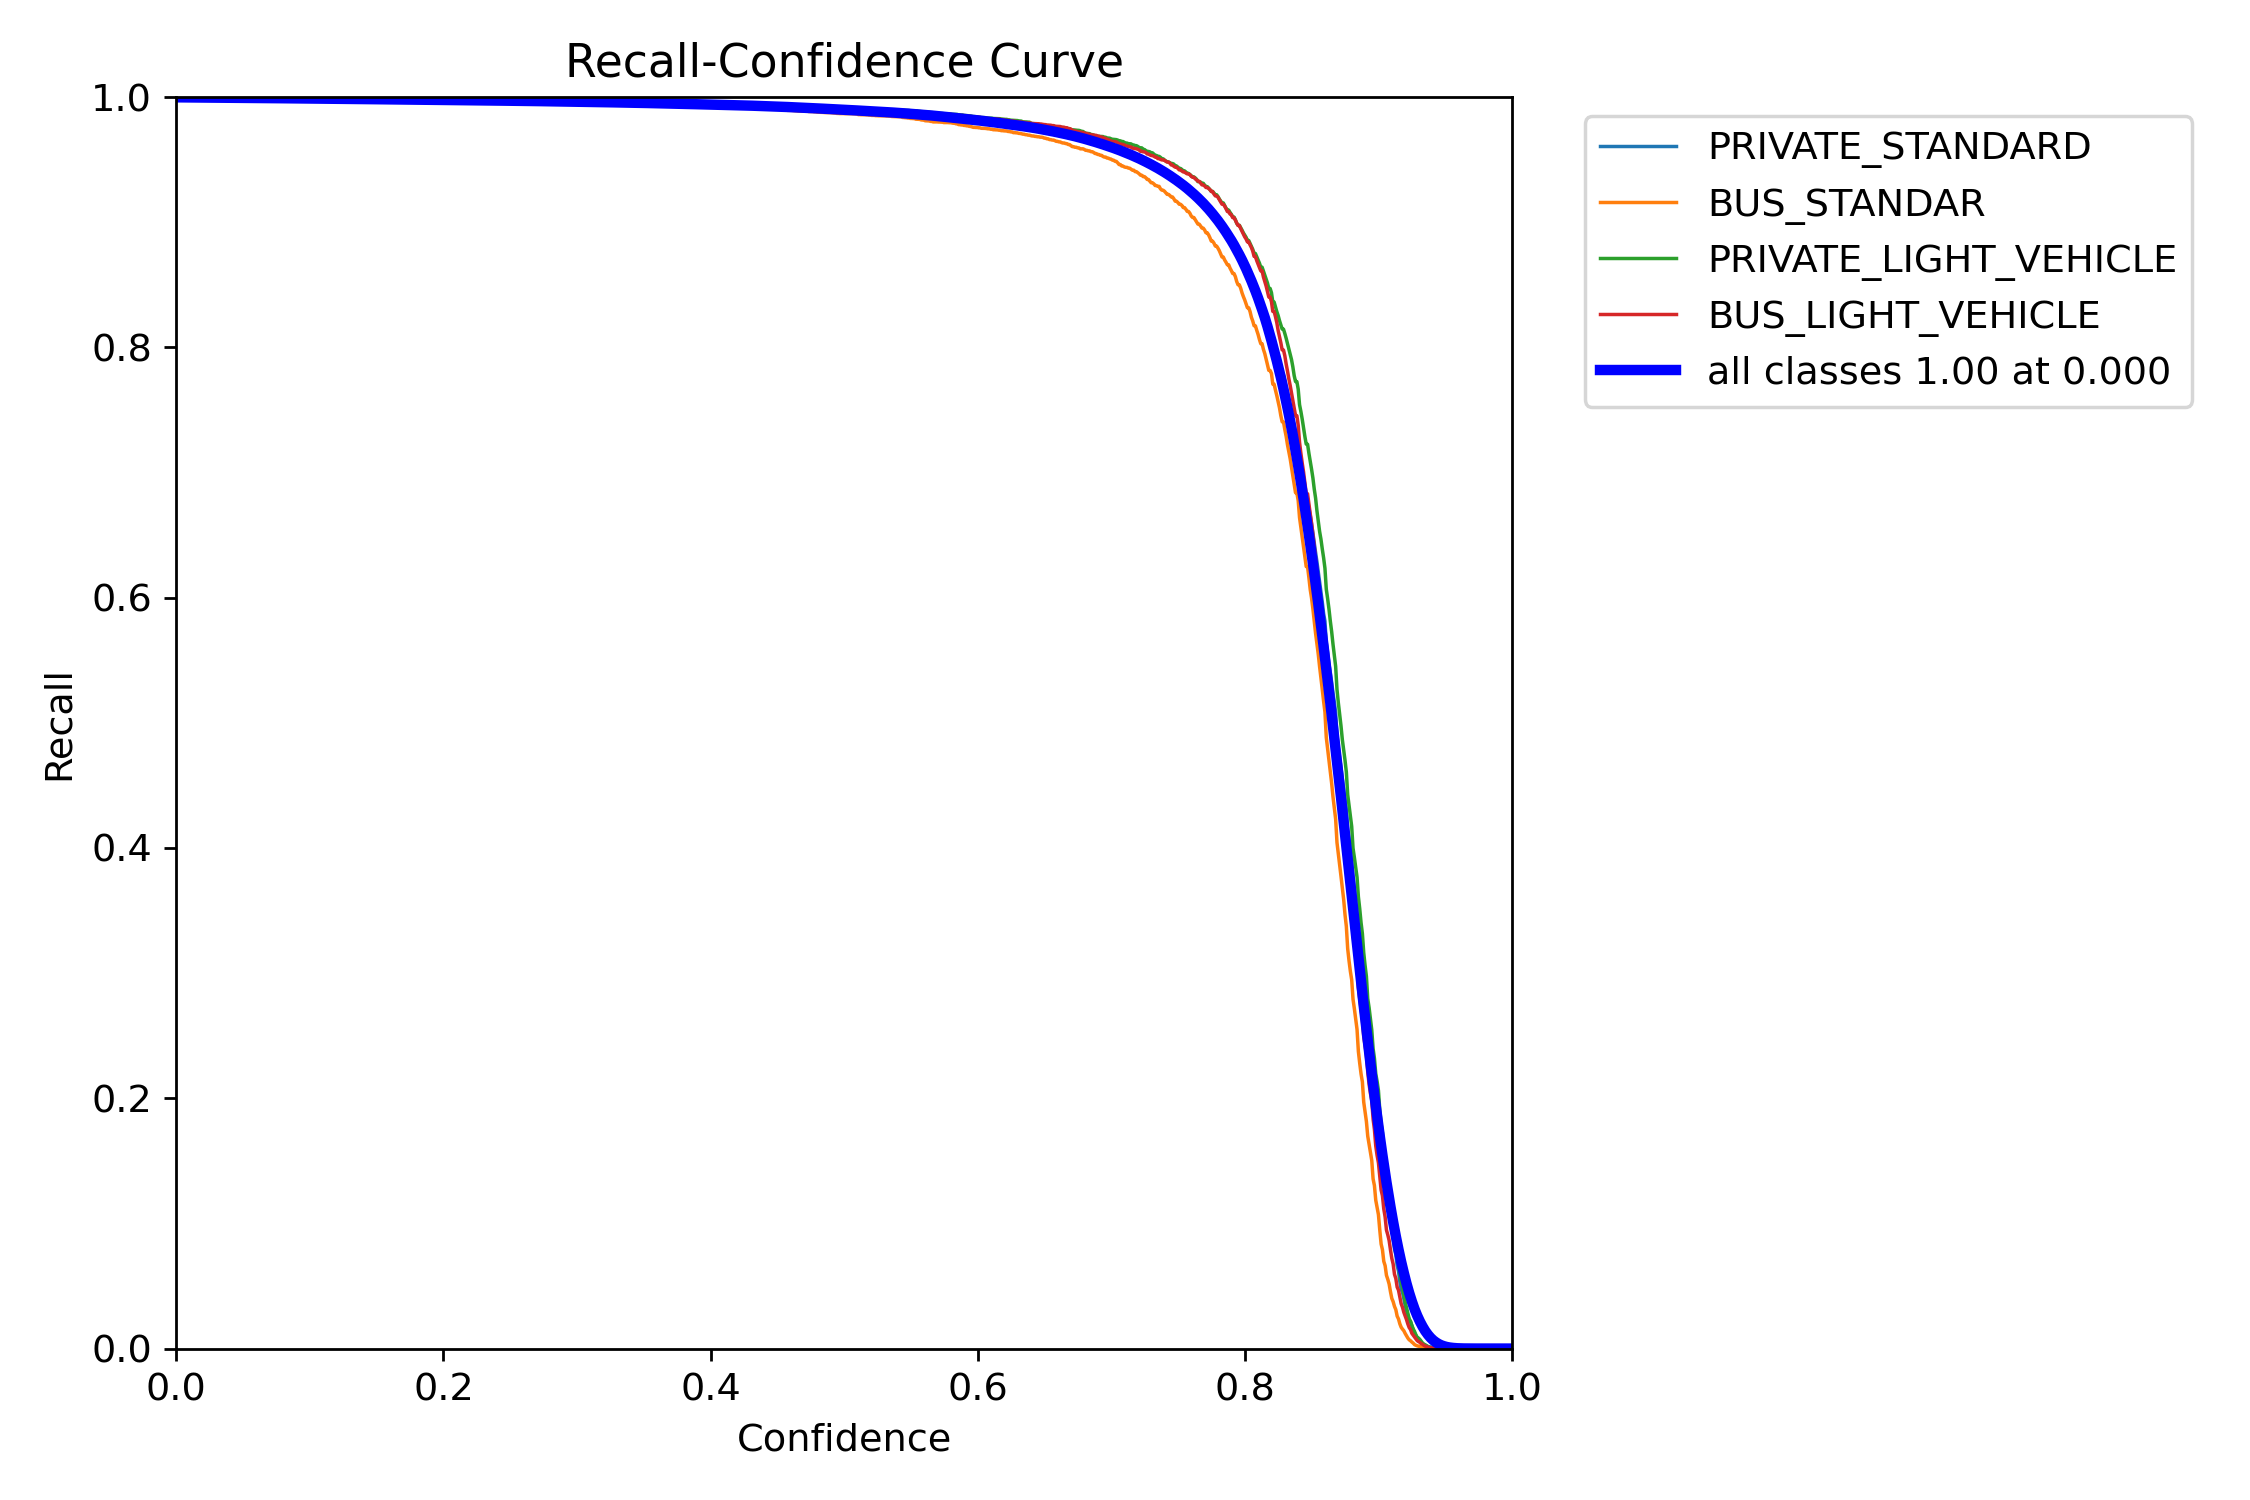 Recall-Confidence Curve
1.0
0.8
0.6
0.4
0.2
0.0
Recall
0.0 0.2 0.4 0.6 0.8 1.0
Confidence
PRIVATE_STANDARD
BUS_STANDAR
PRIVATE_LIGHT_VEHICLE
BUS_LIGHT_VEHICLE
all classes 1.00 at 0.000